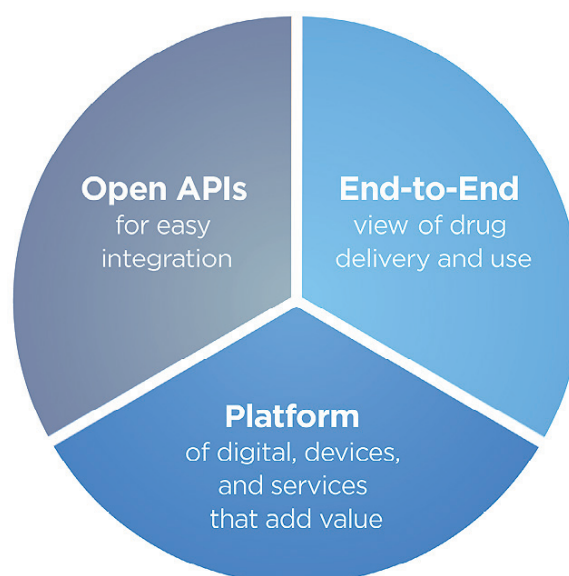 Open APIs
for easy
integration
End-to-End
view of drug
delivery and use
Platform
of digital, devices,
and services
that add value